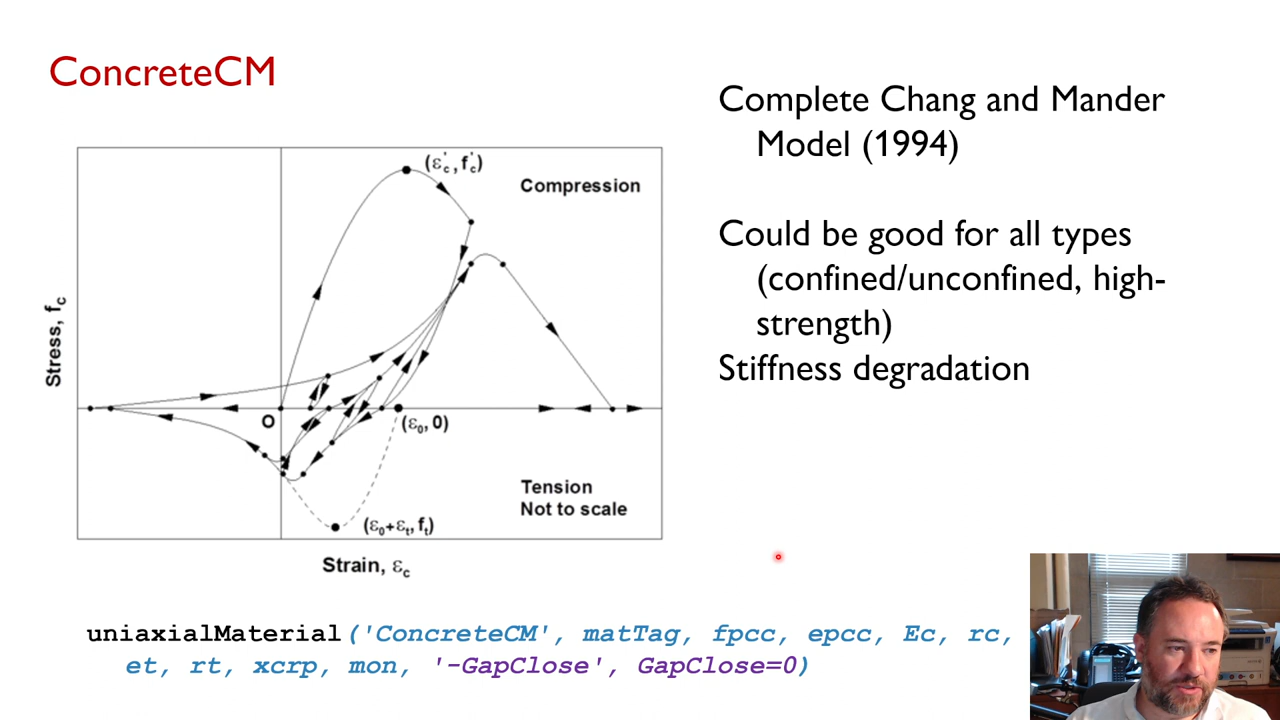 ConcreteCM
Complete Chang and Mander
Model (1994)
Could be good for all types
(confined/unconfined, high-
strength)
Stiffness degradation
(ε'c, f'c)
Compression
Stress, fc
O
(ε0, 0)
Tension
Not to scale
(ε0+εt, ft)
Strain, εc
uniaxialMaterial('ConcreteCM', matTag, fpcc, epcc, Ec, rc,
et, rt, xcrp, mon, '-GapClose', GapClose=0)